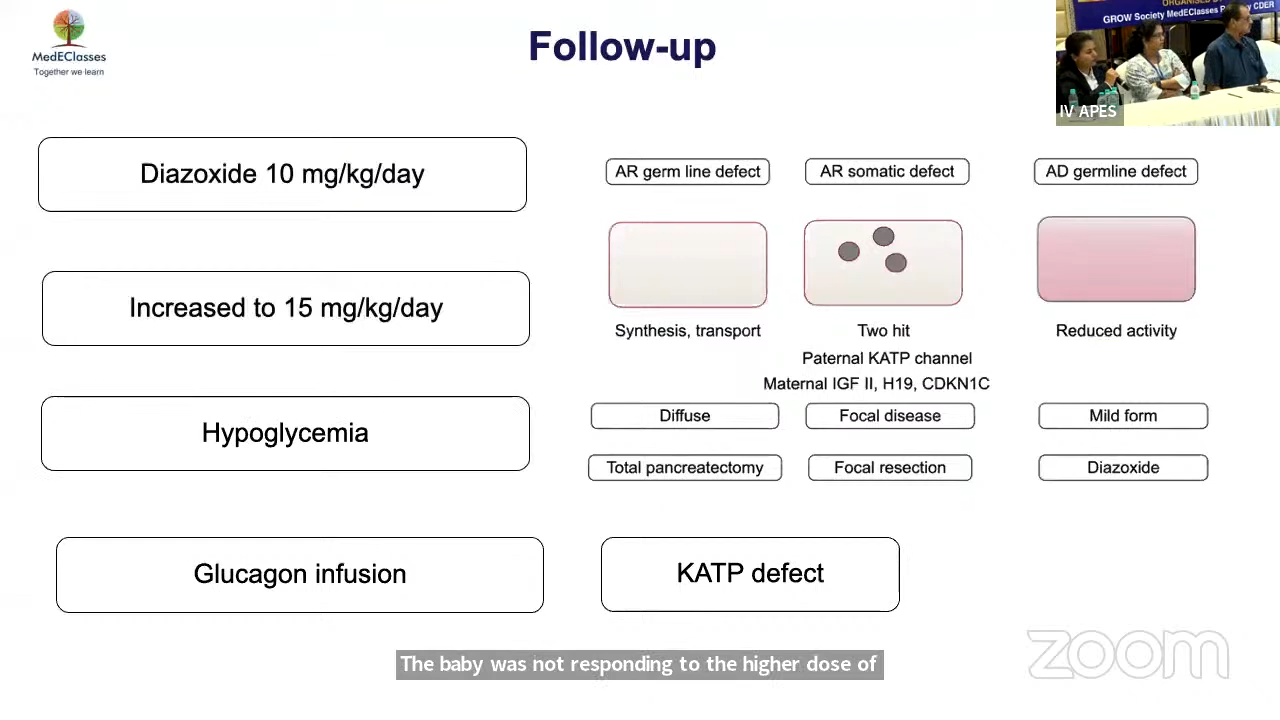 MedEClasses
Together we learn
Follow-up
GROW Society MedEClasses
CDER
IV APES
Diazoxide 10 mg/kg/day
Increased to 15 mg/kg/day
Hypoglycemia
Glucagon infusion
AR germ line defect
AR somatic defect
AD germline defect
Synthesis, transport
Two hit
Reduced activity
Paternal KATP channel
Maternal IGF II, H19, CDKN1C
Diffuse
Focal disease
Mild form
Total pancreatectomy
Focal resection
Diazoxide
KATP defect
The baby was not responding to the higher dose of
zoom